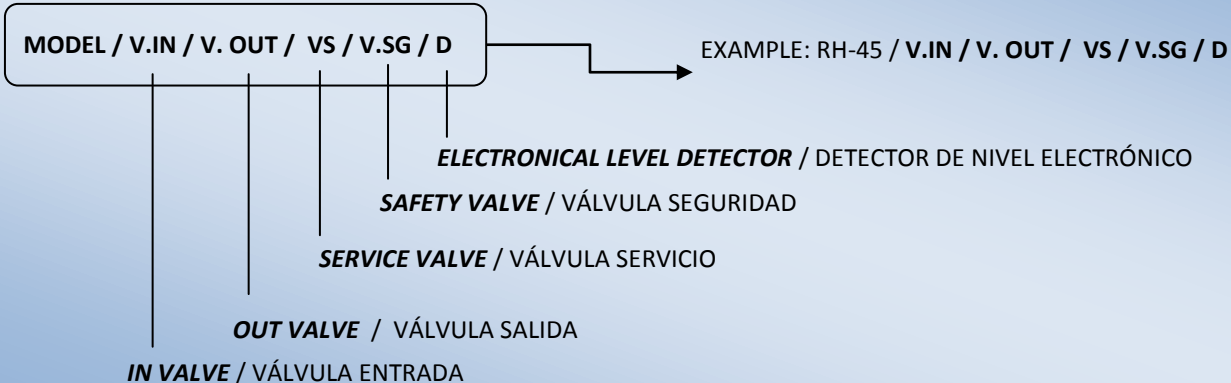 MODEL / V.IN / V. OUT / VS / V.SG / D
EXAMPLE: RH-45 / V.IN / V. OUT / VS / V.SG / D
ELECTRONICAL LEVEL DETECTOR / DETECTOR DE NIVEL ELECTRÓNICO
SAFETY VALVE / VÁLVULA SEGURIDAD
SERVICE VALVE / VÁLVULA SERVICIO
OUT VALVE / VÁLVULA SALIDA
IN VALVE / VÁLVULA ENTRADA